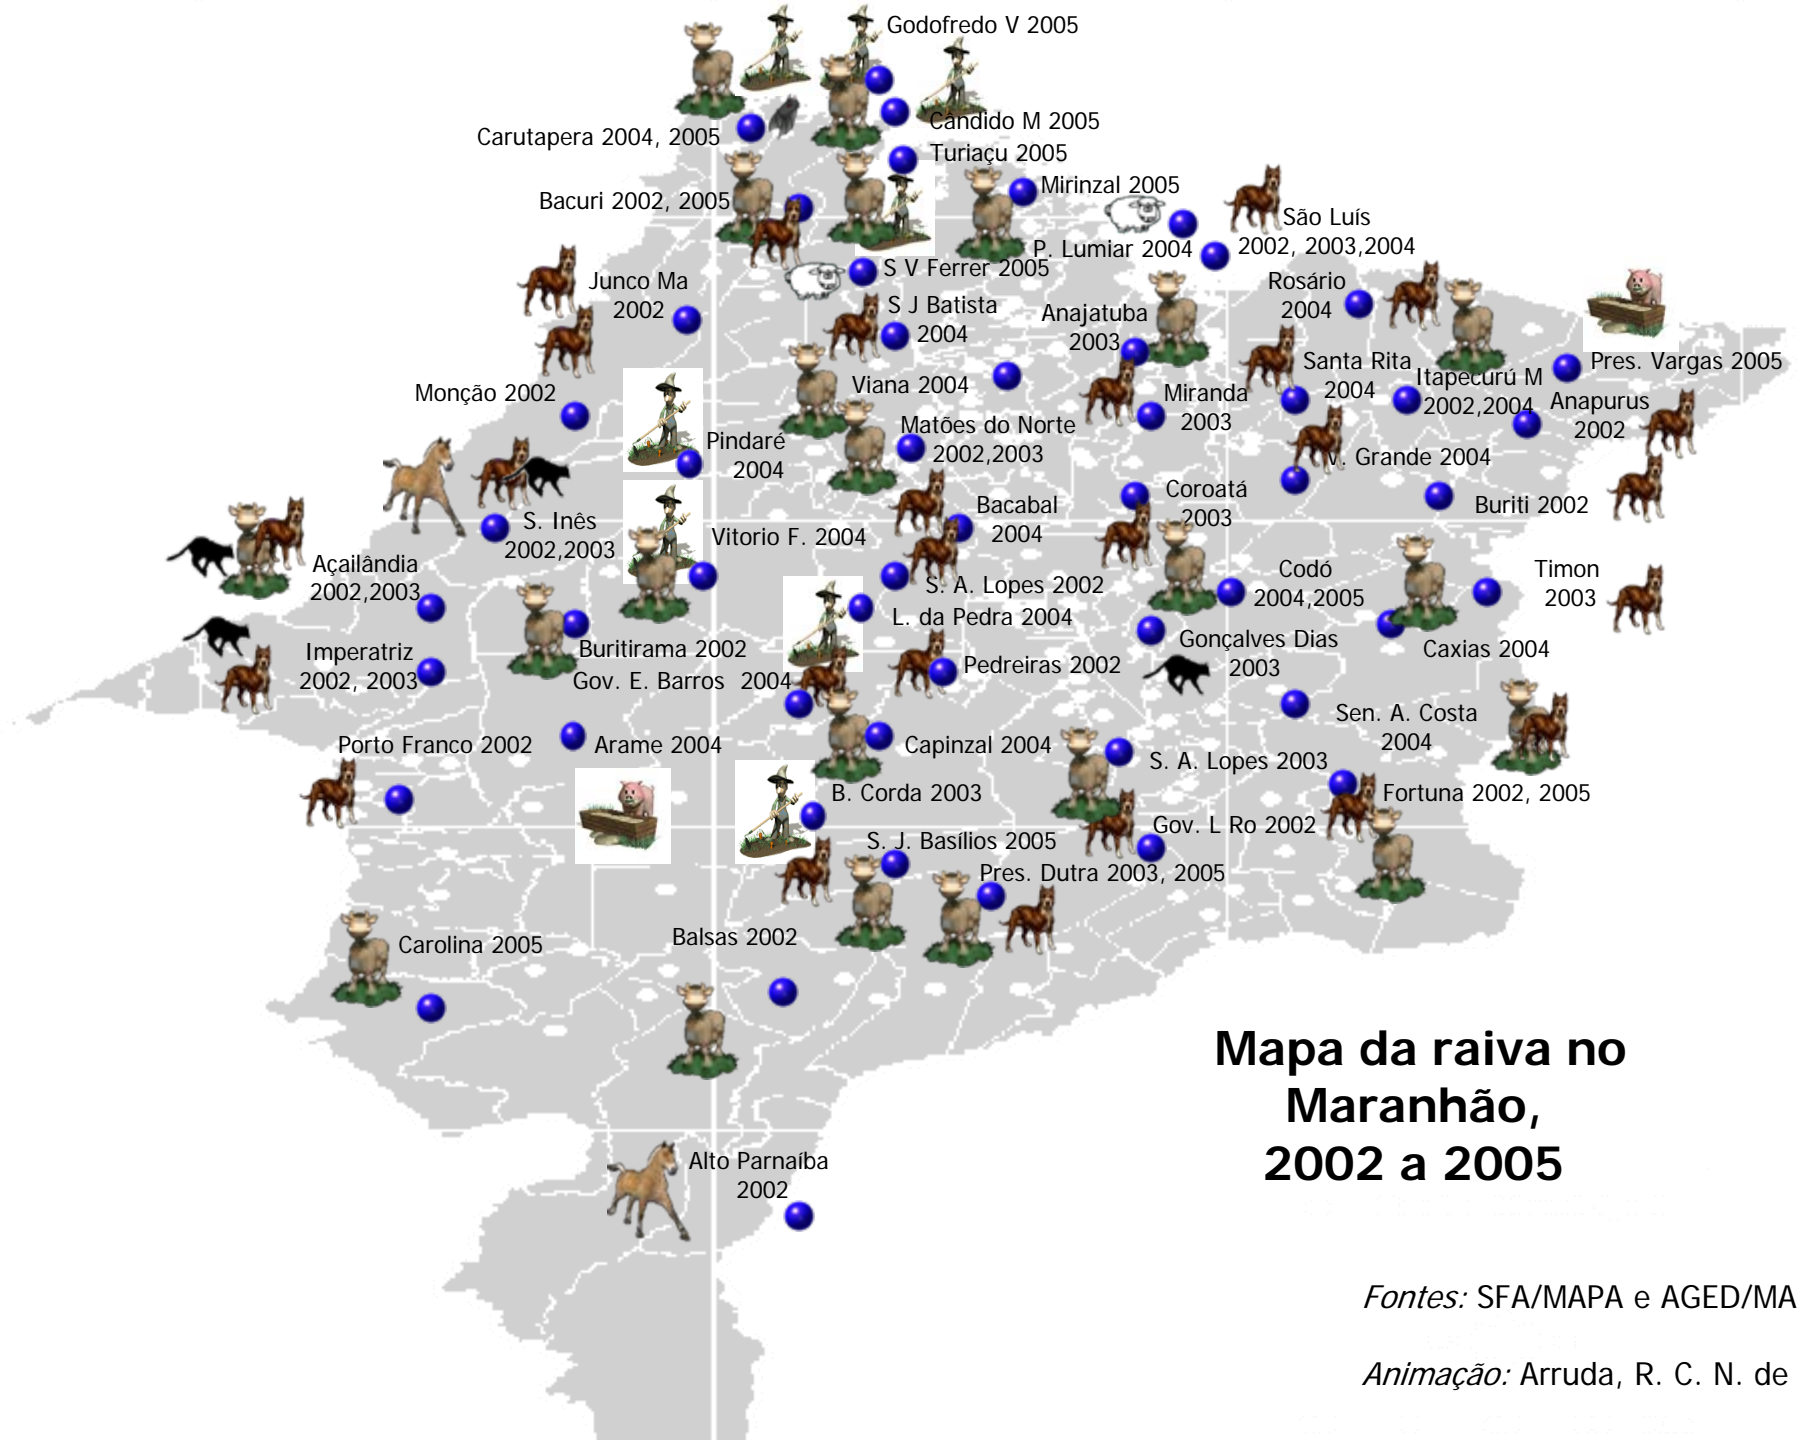 Godofredo V 2005
Cândido M 2005
Carutapera 2004, 2005
Turiaçu 2005
Mirinzal 2005
Bacuri 2002, 2005
São Luís
2002, 2003,2004
P. Lumiar 2004
S V Ferrer 2005
Junco Ma
2002
Rosário
2004
S J Batista
2004
Anajatuba
2003
Pres. Vargas 2005
Santa Rita
2004
Itapecurú M
2002,2004
Viana 2004
Monção 2002
Miranda
2003
Anapurus
2002
Matões do Norte
2002,2003
Pindaré
2004
V. Grande 2004
Coroatá
2003
Bacabal
2004
Buriti 2002
S. Inês
2002,2003
Vitorio F. 2004
Açailândia
2002,2003
Codó
2004,2005
Timon
2003
S. A. Lopes 2002
L. da Pedra 2004
Gonçalves Dias
2003
Caxias 2004
Buritirama 2002
Imperatriz
2002, 2003
Pedreiras 2002
Gov. E. Barros  2004
Sen. A. Costa
2004
Porto Franco 2002
Arame 2004
Capinzal 2004
S. A. Lopes 2003
B. Corda 2003
Fortuna 2002, 2005
Gov. L Ro 2002
S. J. Basílios 2005
Pres. Dutra 2003, 2005
Balsas 2002
Carolina 2005
Mapa da raiva no
Maranhão,
2002 a 2005
Alto Parnaíba
2002
Fontes: SFA/MAPA e AGED/MA
Animação: Arruda, R. C. N. de